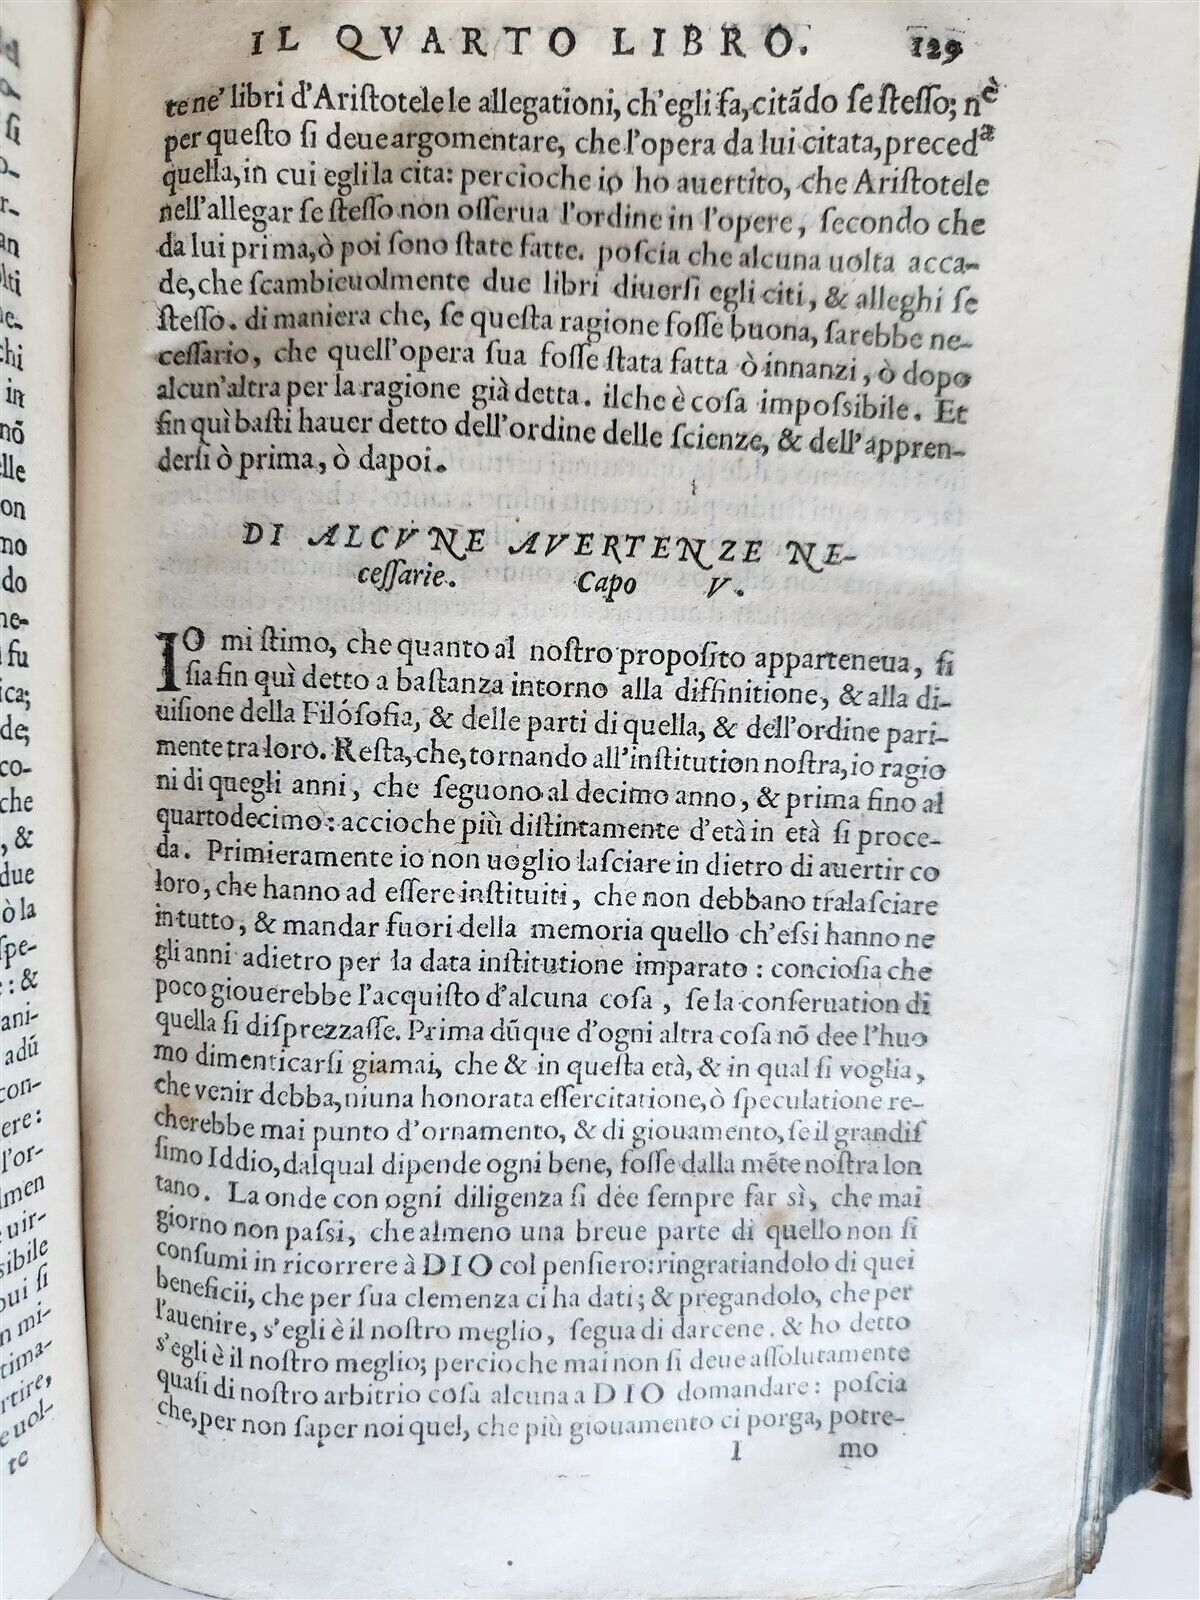 IL QVARTO LIBRO. 129
te ne' libri d'Ariſtotele le allegationi, ch'egli fa, citãdo ſe ſteſſo; nè
per queſto ſi deue argomentare, che l'opera da lui citata, preceda
quella, in cui egli la cita: percioche io ho auertito, che Ariſtotele
nell'allegar ſe ſteſſo non oſſerua l'ordine in l'opere, ſecondo che
da lui prima, ò poi ſono ſtate fatte. poſcia che alcuna uolta acca-
de, che ſcambieuolmente due libri diuerſi egli citi, & alleghi ſe
ſteſſo. di maniera che, ſe queſta ragione foſſe buona, ſarebbe ne-
ceſſario, che quell'opera ſua foſſe ſtata fatta ò innanzi, ò dopo
alcun'altra per la ragione già detta. ilche è coſa impoſsibile. Et
fin quì baſti hauer detto dell'ordine delle ſcienze, & dell'appren-
derſi ò prima, ò dapoi.
DI ALCVNE AVERTENZE NE-
ceſſarie. Capo V.
IO mi ſtimo, che quanto al noſtro propoſito apparteneua, ſi
ſia fin quì detto a baſtanza intorno alla diffinitione, & alla di-
uiſione della Filóſofia, & delle parti di quella, & dell'ordine pari-
mente tra loro. Reſta, che, tornando all'inſtitution noſtra, io ragio
ni di quegli anni, che ſeguono al decimo anno, & prima fino al
quartodecimo: accioche più diſtintamente d'età in età ſi proce-
da. Primieramente io non uoglio laſciare in dietro di auertir co
loro, che hanno ad eſſere inſtituiti, che non debbano tralaſciare
in tutto, & mandar fuori della memoria quello ch'eſsi hanno ne
gli anni adietro per la data inſtitutione imparato: concioſia che
poco giouerebbe l'acquiſto d'alcuna coſa, ſe la conſeruation di
quella ſi diſprezzaſſe. Prima dũque d'ogni altra coſa nõ dee l'huo
mo dimenticarſi giamai, che & in queſta età, & in qual ſi voglia,
che venir debba, niuna honorata eſſercitatione, ò ſpeculatione re-
cherebbe mai punto d'ornamento, & di giouamento, ſe il grandiſ
ſimo Iddio, dalqual dipende ogni bene, foſſe dalla mẽte noſtra lon
tano. La onde con ogni diligenza ſi dee ſempre far sì, che mai
giorno non paſſi, che almeno una breue parte di quello non ſi
conſumi in ricorrere à DIO col penſiero: ringratiandolo di quei
beneficii, che per ſua clemenza ci ha dati; & pregandolo, che per
l'auenire, s'egli è il noſtro meglio, ſegua di darcene. & ho detto
s'egli è il noſtro meglio; percioche mai non ſi deue aſſolutamente
quaſi di noſtro arbitrio coſa alcuna a DIO domandare: poſcia
che, per non ſaper noi quel, che più giouamento ci porga, potre-
I mo